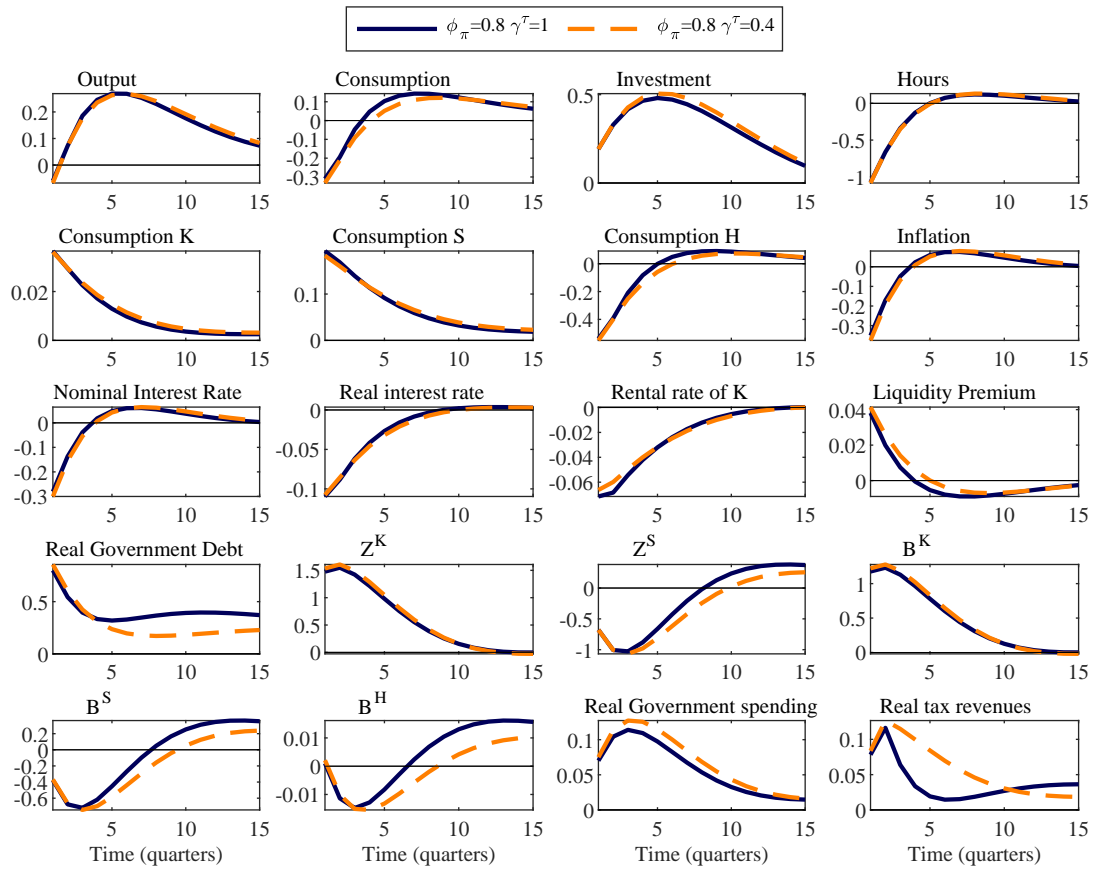 ϕ_π=0.8 γ^τ=1 ϕ_π=0.8 γ^τ=0.4
Output Consumption Investment Hours
0.2
0.1
0
5 10 15
0.1
0
-0.1
-0.2
-0.3
5 10 15
0.5
0
5 10 15
0
-0.5
-1
5 10 15
Consumption K Consumption S Consumption H Inflation
0.02
0
5 10 15
0.1
0
5 10 15
0
-0.2
-0.4
5 10 15
0
-0.1
-0.2
-0.3
5 10 15
Nominal Interest Rate Real interest rate Rental rate of K Liquidity Premium
0
-0.1
-0.2
-0.3
5 10 15
0
-0.05
-0.1
5 10 15
0
-0.02
-0.04
-0.06
5 10 15
0.04
0.02
0
5 10 15
Real Government Debt Z^K Z^S B^K
0.5
0
5 10 15
1.5
1
0.5
0
5 10 15
0
-0.5
-1
5 10 15
1
0.5
0
5 10 15
B^S B^H Real Government spending Real tax revenues
0.2
0
-0.2
-0.4
-0.6
5 10 15
0.01
0
-0.01
5 10 15
0.1
0.05
0
5 10 15
0.1
0.05
0
5 10 15
Time (quarters) Time (quarters) Time (quarters) Time (quarters)